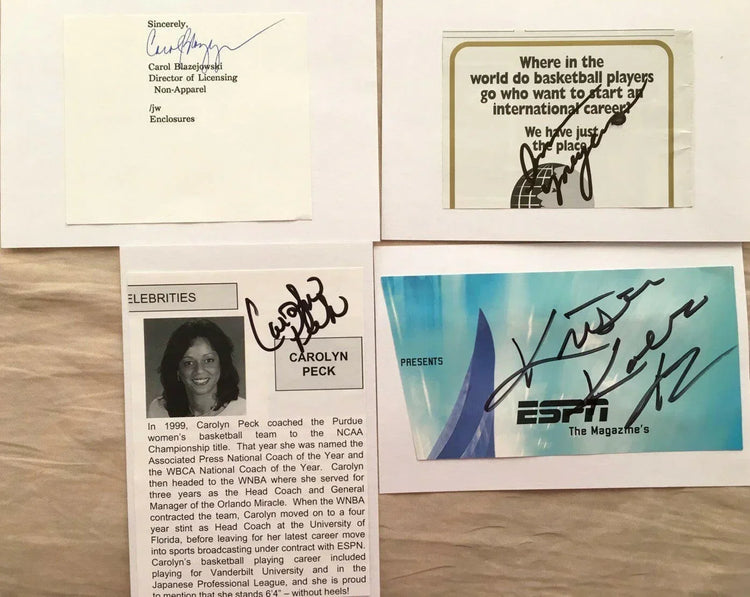 Sincerely,
Carol Blazejowski
Director of Licensing
Non-Apparel
/jw
Enclosures
Where in the
world do basketball players
go who want to start an
international career?
We have just
the place.
ELEBRITIES
Carolyn
Peck
CAROLYN
PECK
In 1999, Carolyn Peck coached the Purdue
women's basketball team to the NCAA
Championship title. That year she was named the
Associated Press National Coach of the Year and
the WBCA National Coach of the Year. Carolyn
then headed to the WNBA where she served for
three years as the Head Coach and General
Manager of the Orlando Miracle. When the WNBA
contracted the team, Carolyn moved on to a four
year stint as Head Coach at the University of
Florida, before leaving for her latest career move
into sports broadcasting under contract with ESPN.
Carolyn's basketball playing career included
playing for Vanderbilt University and in the
Japanese Professional League, and she is proud
to mention that she stands 6'4" – without heels!
PRESENTS
ESPN
The Magazine's